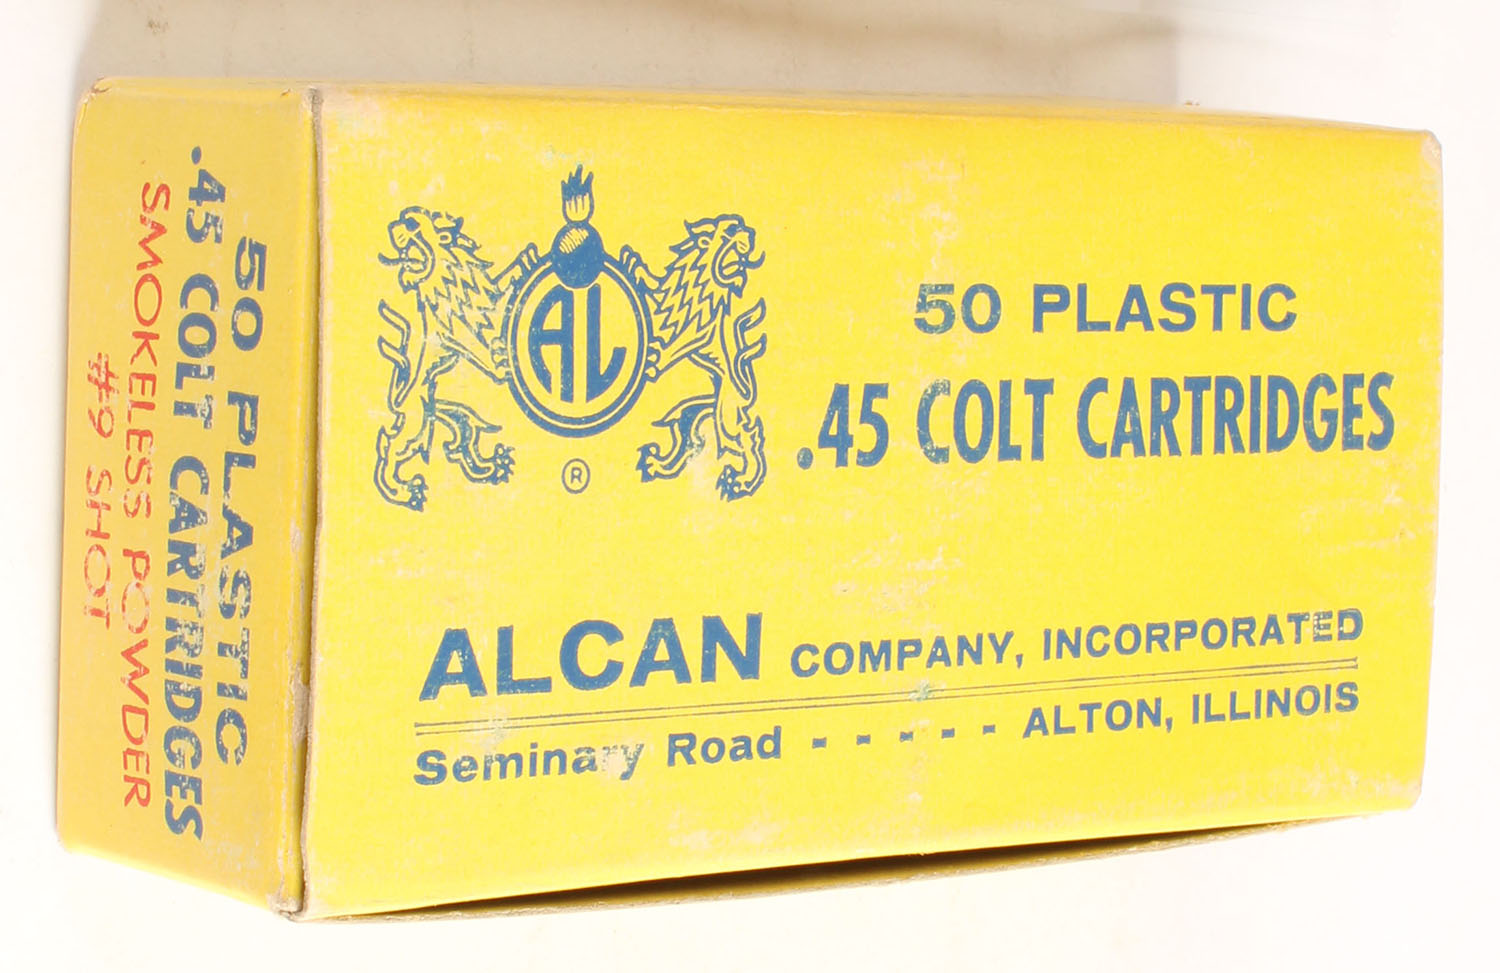 AL
®
50 PLASTIC
.45 COLT CARTRIDGES
ALCAN COMPANY, INCORPORATED
Seminary Road - - - - - ALTON, ILLINOIS
50 PLASTIC
.45 COLT CARTRIDGES
SMOKELESS POWDER
#9 SHOT